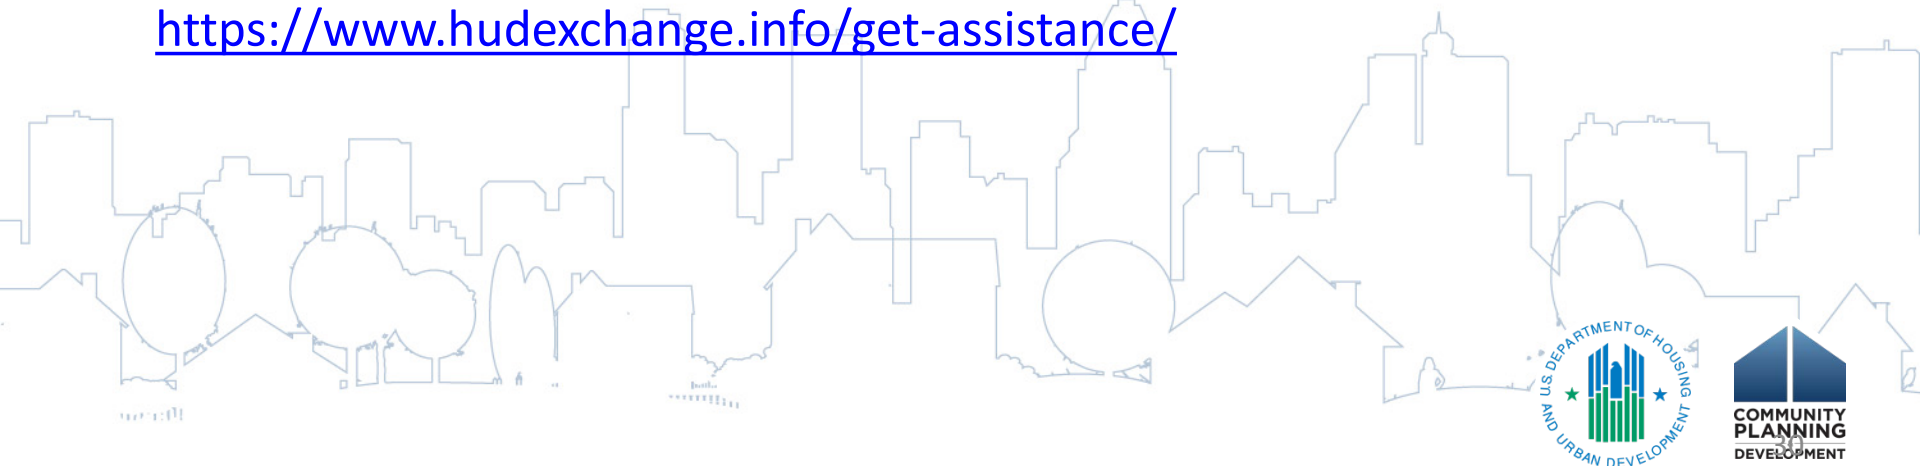 https://www.hudexchange.info/get-assistance/
U.S. DEPARTMENT OF HOUSING
AND URBAN DEVELOPMENT
COMMUNITY
PLANNING
DEVELOPMENT
30